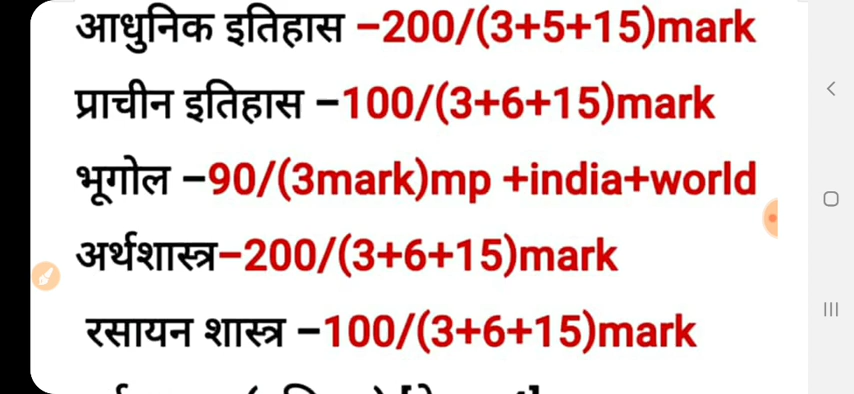 आधुनिक इतिहास –200/(3+5+15)mark
प्राचीन इतिहास –100/(3+6+15)mark
भूगोल –90/(3mark)mp +india+world
अर्थशास्त्र–200/(3+6+15)mark
रसायन शास्त्र –100/(3+6+15)mark